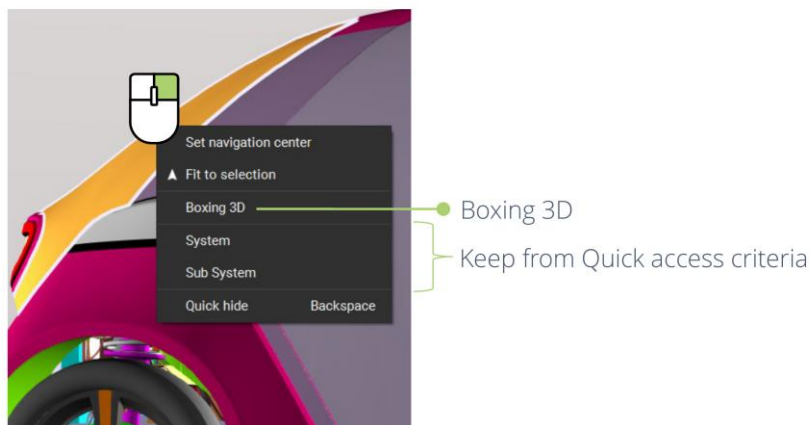 Set navigation center
Fit to selection
Boxing 3D
System
Sub System
Quick hide Backspace
Boxing 3D
Keep from Quick access criteria